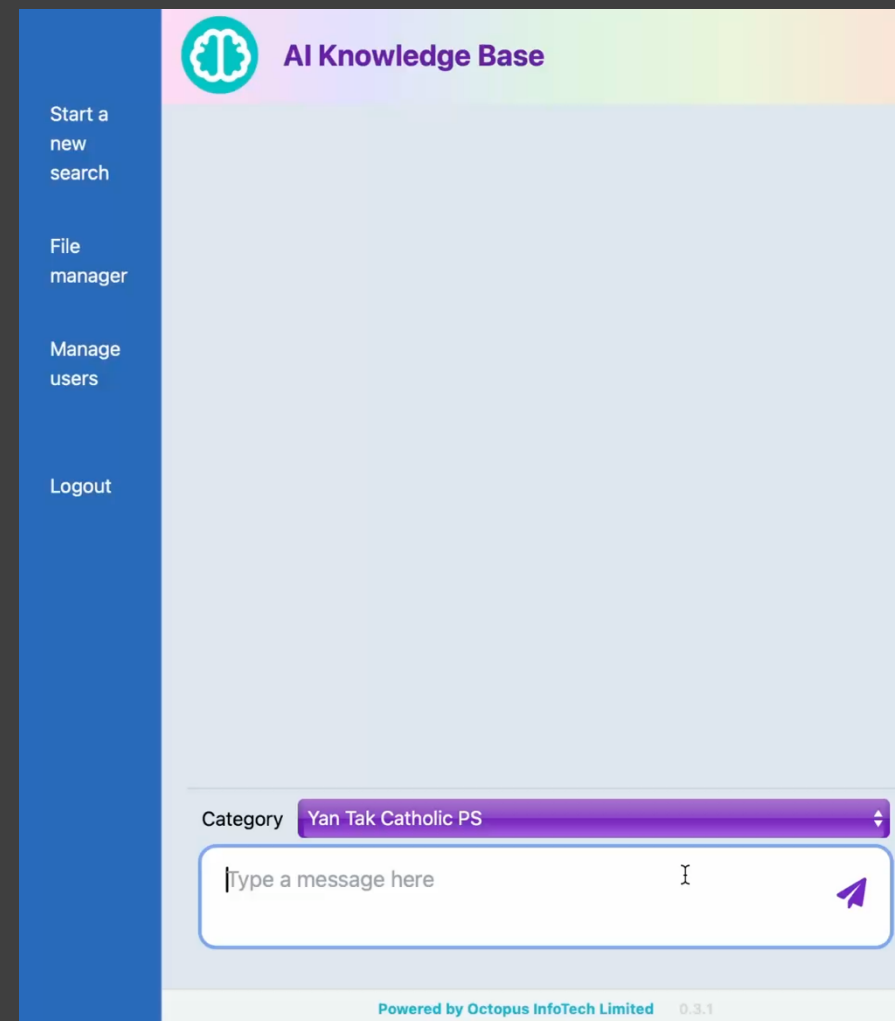 AI Knowledge Base
Start a
new
search
File
manager
Manage
users
Logout
Category
Yan Tak Catholic PS
Type a message here
Powered by Octopus InfoTech Limited 0.3.1